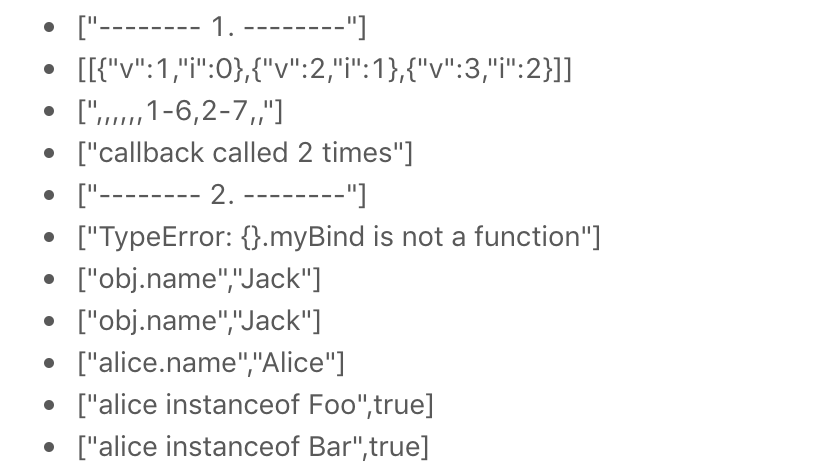 ["-------- 1. --------"]
[[{"v":1,"i":0},{"v":2,"i":1},{"v":3,"i":2}]]
[",,,,,,1-6,2-7,,"]
["callback called 2 times"]
["-------- 2. --------"]
["TypeError: {}.myBind is not a function"]
["obj.name","Jack"]
["obj.name","Jack"]
["alice.name","Alice"]
["alice instanceof Foo",true]
["alice instanceof Bar",true]